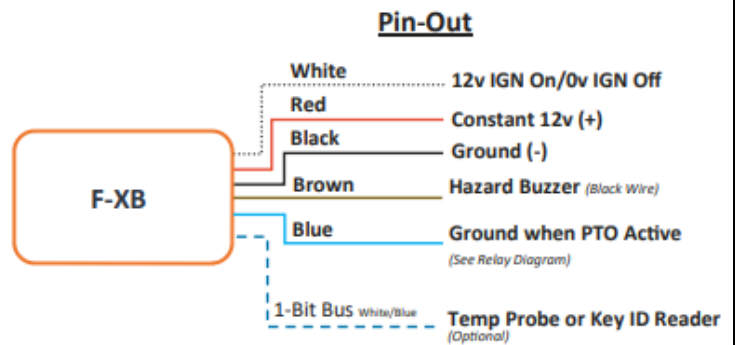 Pin-Out
White
12v IGN On/0v IGN Off
Red
Constant 12v (+)
Black
Ground (-)
Brown
Hazard Buzzer (Black Wire)
F-XB
Blue
Ground when PTO Active
(See Relay Diagram)
1-Bit Bus White/Blue
Temp Probe or Key ID Reader
(Optional)